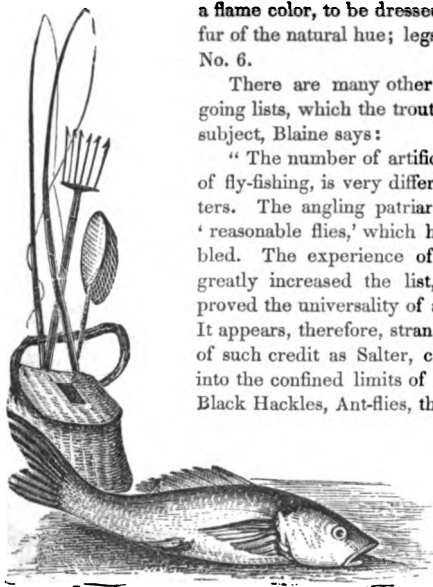 a flame color, to be dresse
fur of the natural hue; legs
No. 6.
There are many other
going lists, which the trout
subject, Blaine says:
“ The number of artific
of fly-fishing, is very differ
ters. The angling patriar
‘ reasonable flies,’ which h
bled. The experience of
greatly increased the list,
proved the universality of
It appears, therefore, stran
of such credit as Salter, c
into the confined limits of
Black Hackles, Ant-flies, th